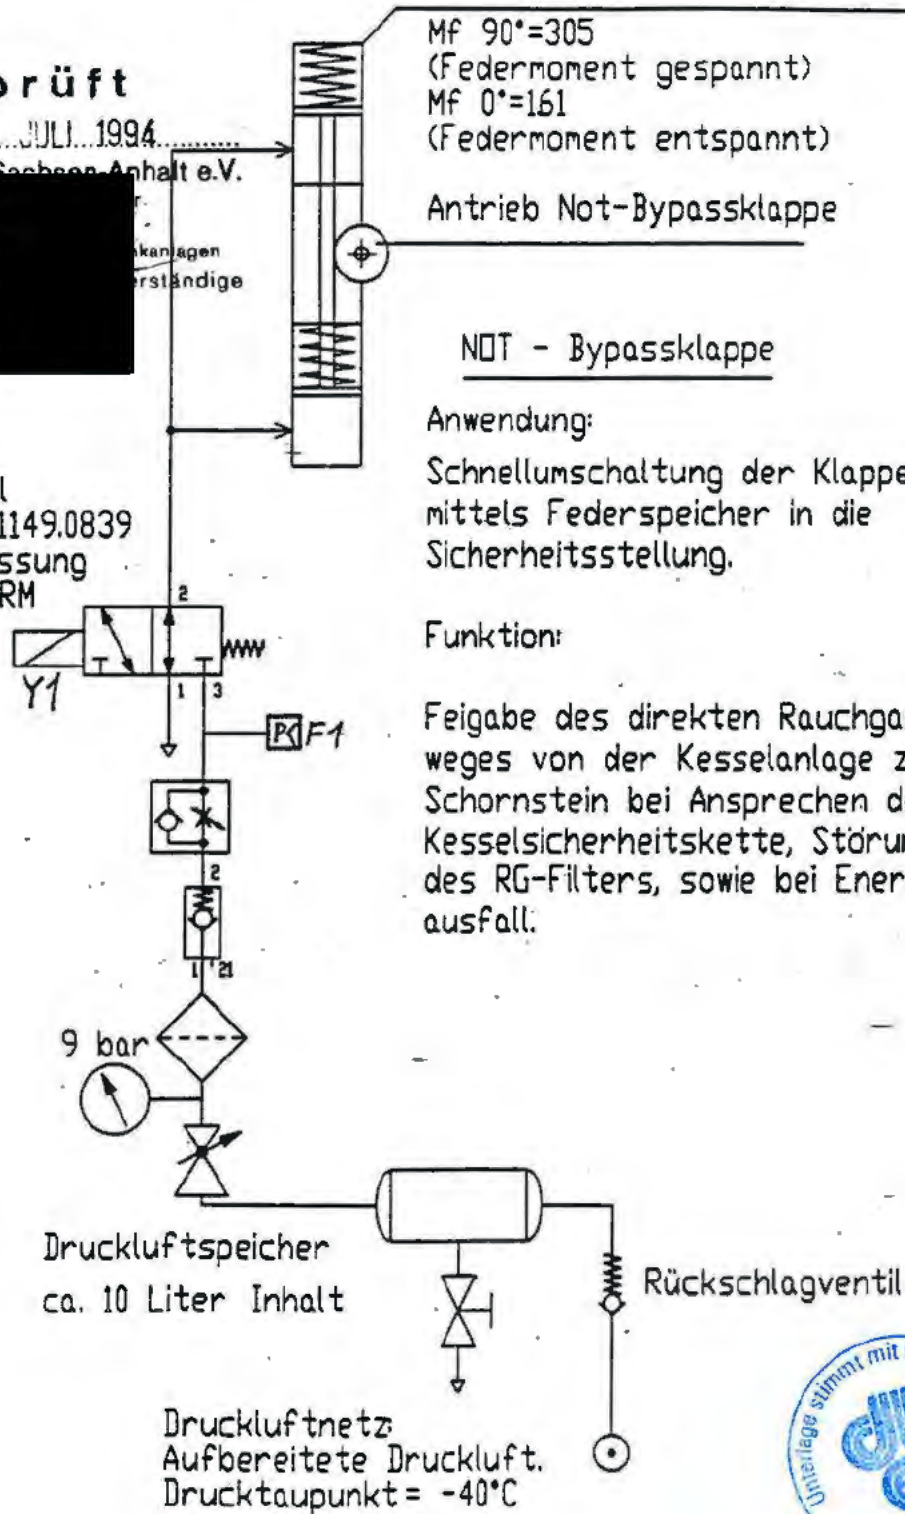 prüft
JULI 1994
Sachsen-Anhalt e.V.
Mf 90°=305
(Federmoment gespannt)
Mf 0°=161
(Federmoment entspannt)
Antrieb Not-Bypassklappe
NOT - Bypassklappe
Anwendung:
Schnellumschaltung der Klappe
mittels Federspeicher in die
Sicherheitsstellung.
Funktion:
Feigabe des direkten Rauchga
weges von der Kesselanlage z
Schornstein bei Ansprechen d
Kesselsicherheitskette, Störu
des RG-Filters, sowie bei Ener
ausfall.
1149.0839
ssung
RM
2
Y1
1 3
P< F1
2
1 21
9 bar
Druckluftspeicher
ca. 10 Liter Inhalt
Rückschlagventil
Druckluftnetz
Aufbereitete Druckluft.
Drucktaupunkt= -40°C
Unterlage stimmt mit